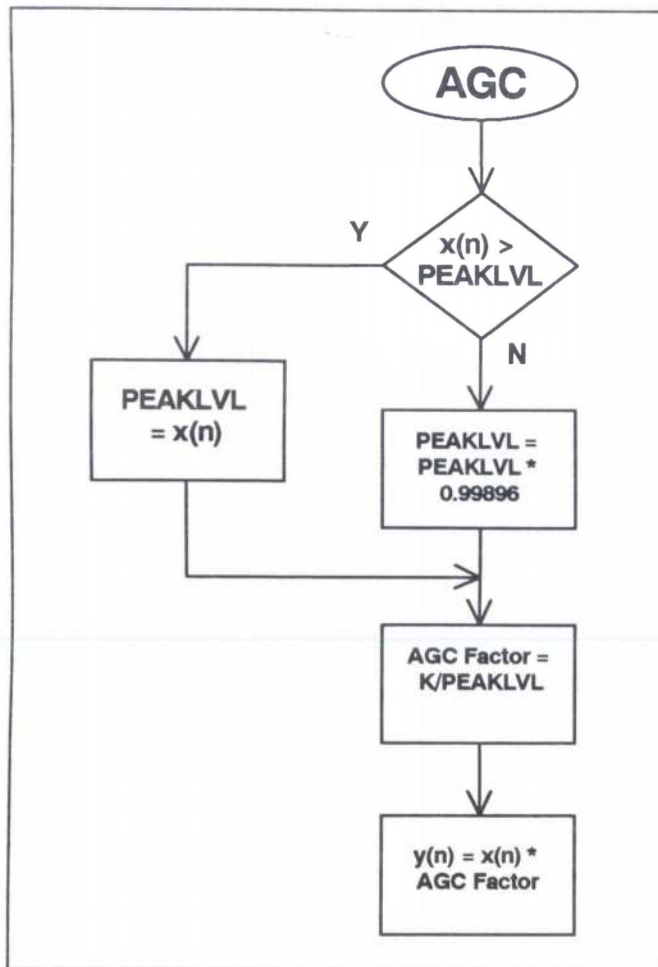 AGC
x(n) >
PEAKLVL
Y
N
PEAKLVL
= x(n)
PEAKLVL =
PEAKLVL *
0.99896
AGC Factor =
K/PEAKLVL
y(n) = x(n) *
AGC Factor